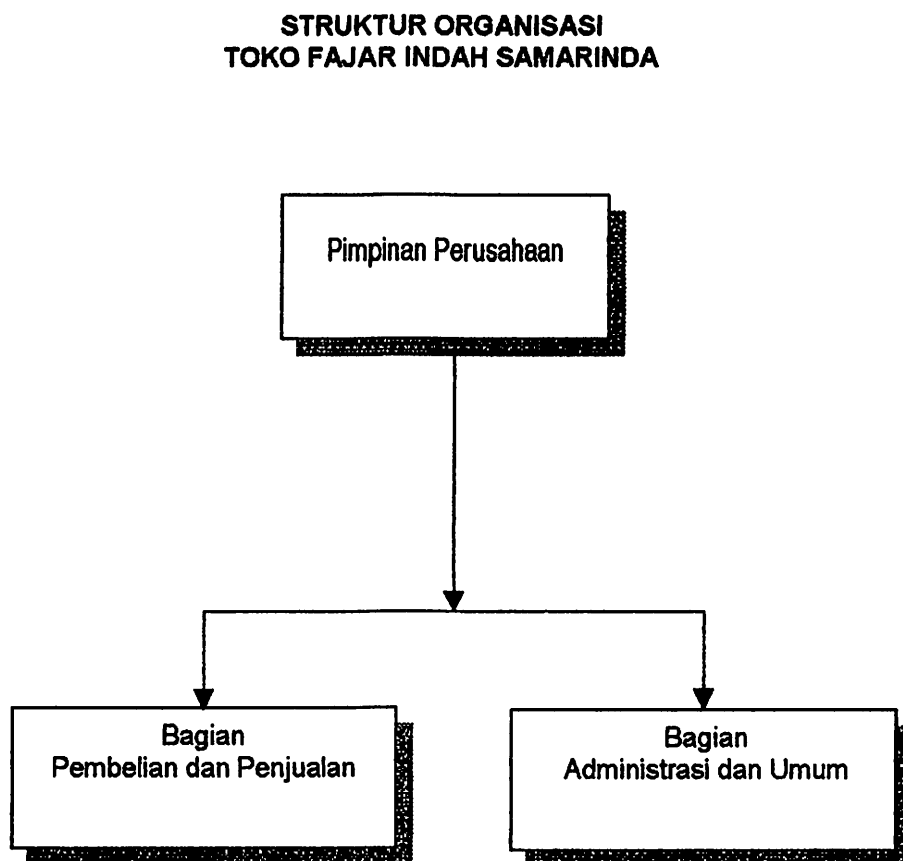 STRUKTUR ORGANISASI
TOKO FAJAR INDAH SAMARINDA
Pimpinan Perusahaan
Bagian
Pembelian dan Penjualan
Bagian
Administrasi dan Umum